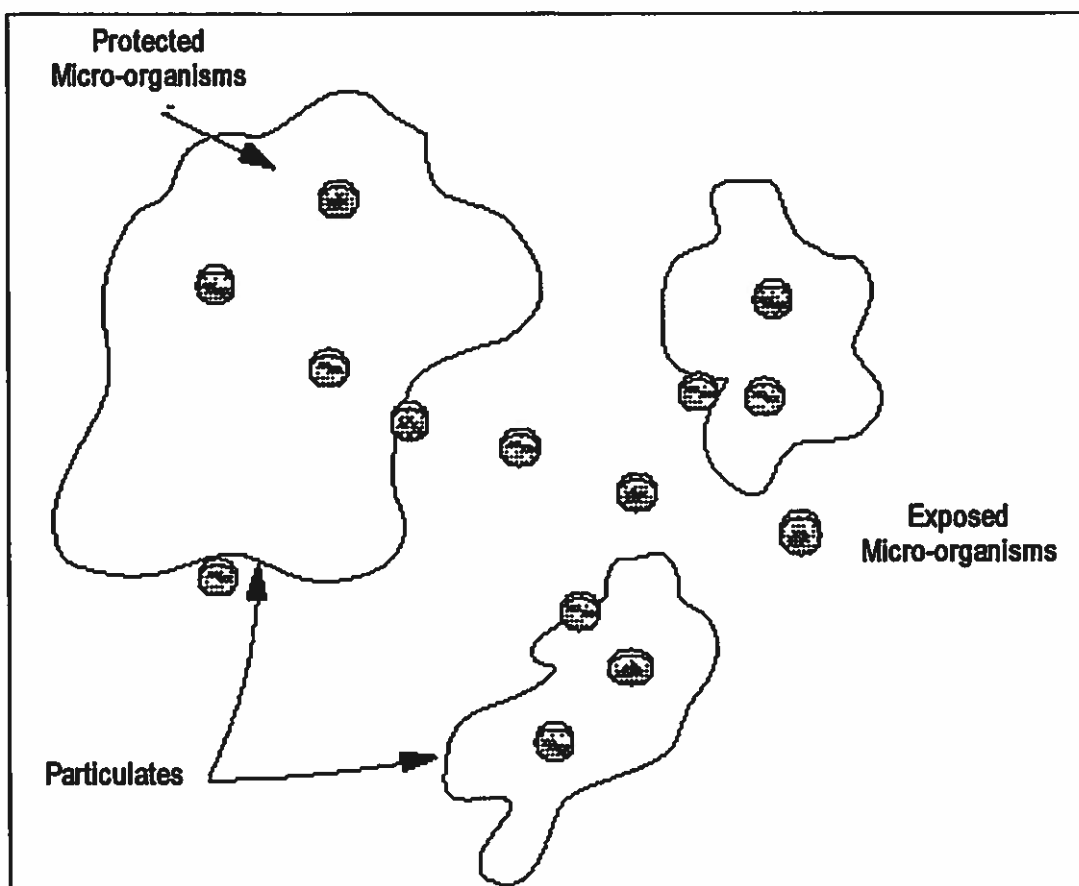 Protected
Micro-organisms
Exposed
Micro-organisms
Particulates